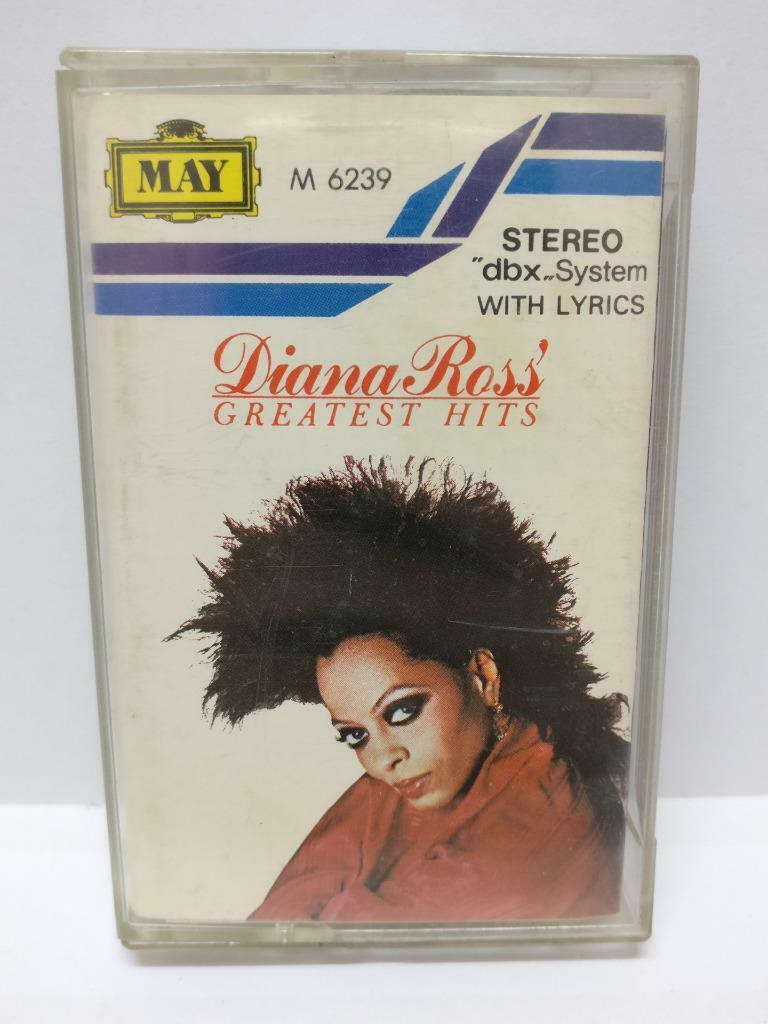 MAY
M 6239
STEREO
"dbx„System
WITH LYRICS
Diana Ross'
GREATEST HITS